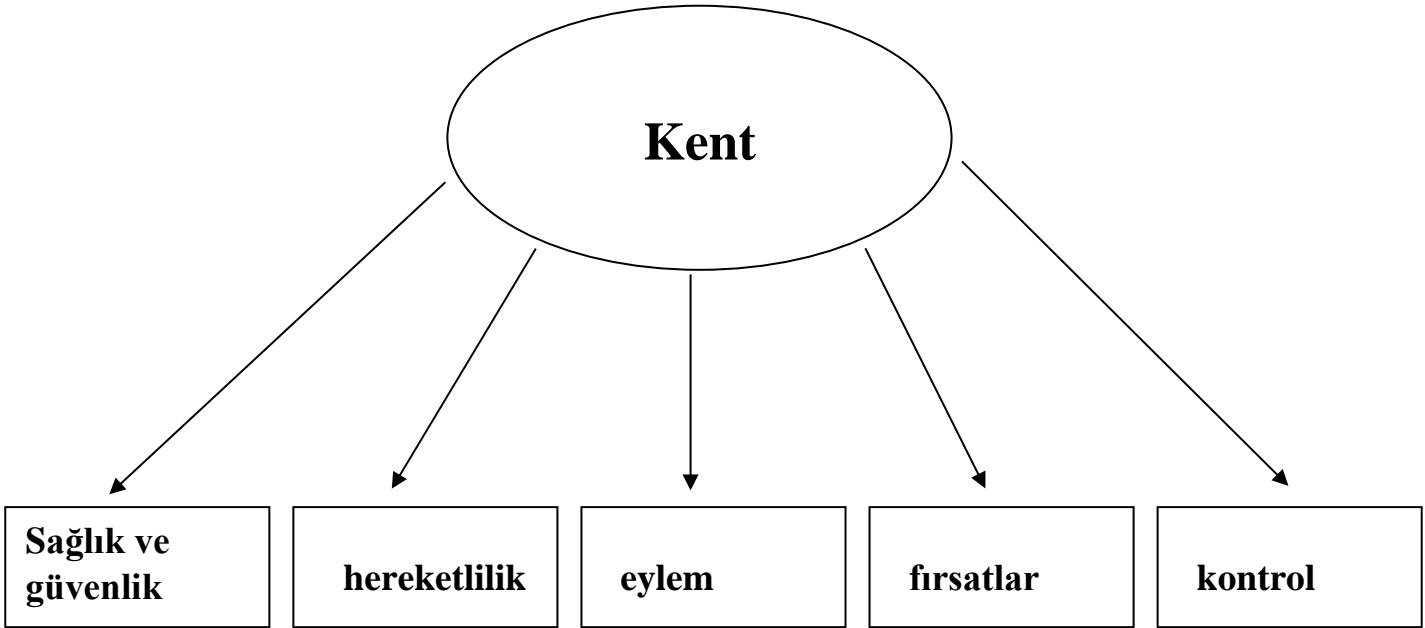 Kent
Sağlık ve
güvenlik
hereketlilik
eylem
fırsatlar
kontrol